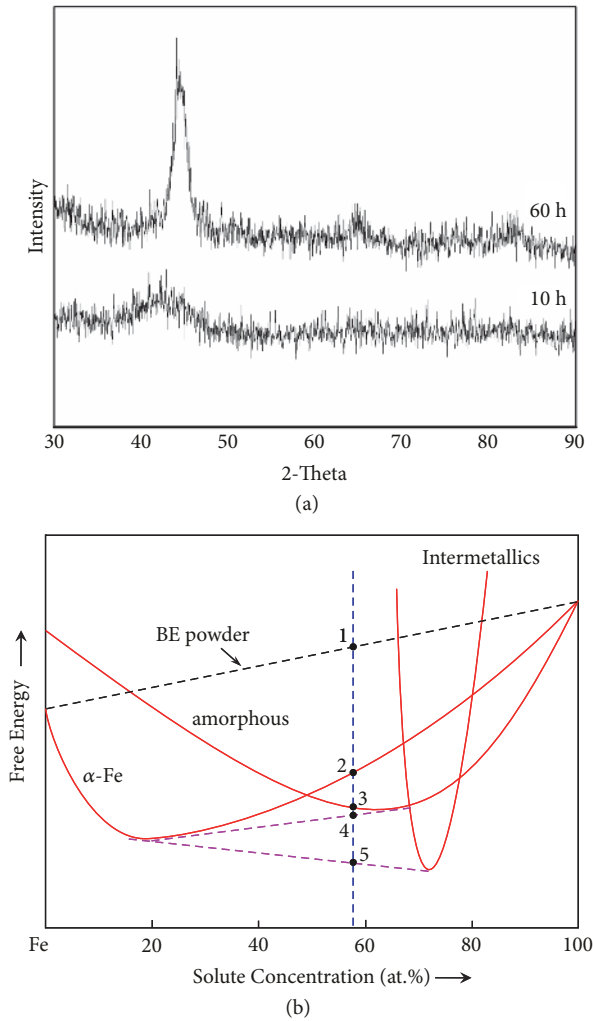 Intensity
60 h
10 h
30 40 50 60 70 80 90
2-Theta
(a)
Intermetallics
BE powder
1
amorphous
α-Fe
2
3
4
5
Free Energy
Fe 20 40 60 80 100
Solute Concentration (at.%)
(b)